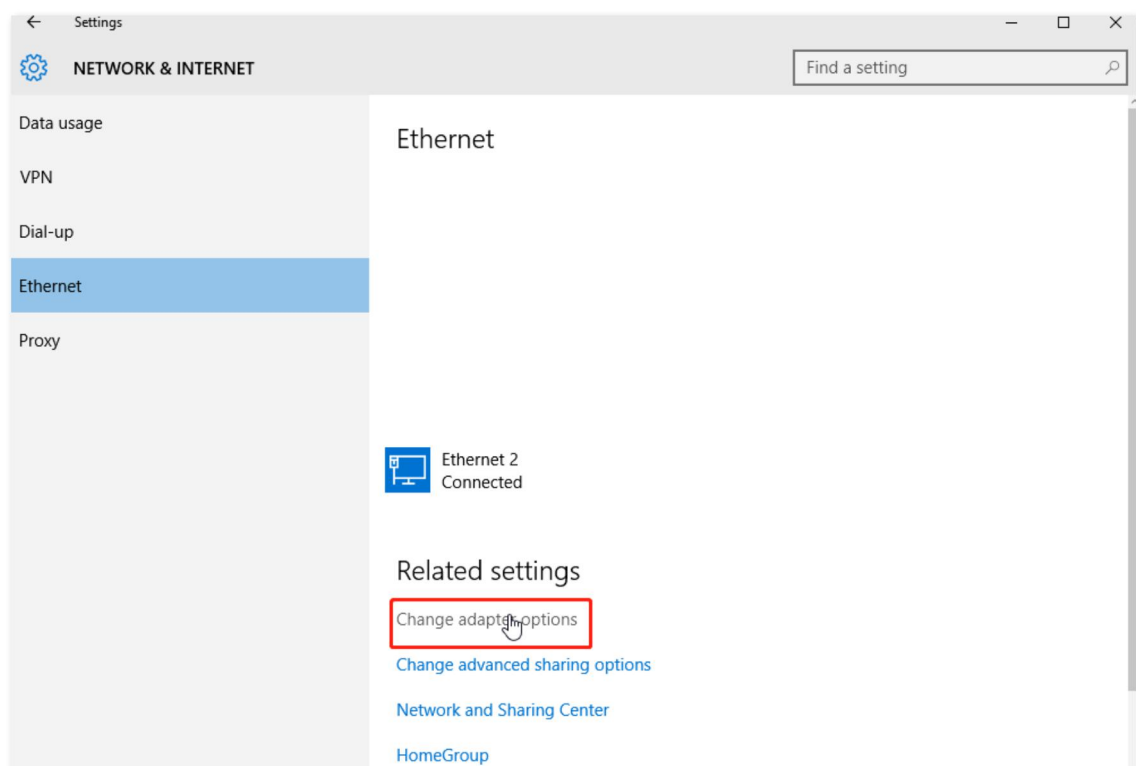 Settings
NETWORK & INTERNET
Find a setting
Data usage
VPN
Dial-up
Ethernet
Proxy
Ethernet
Ethernet 2
Connected
Related settings
Change adapter options
Change advanced sharing options
Network and Sharing Center
HomeGroup